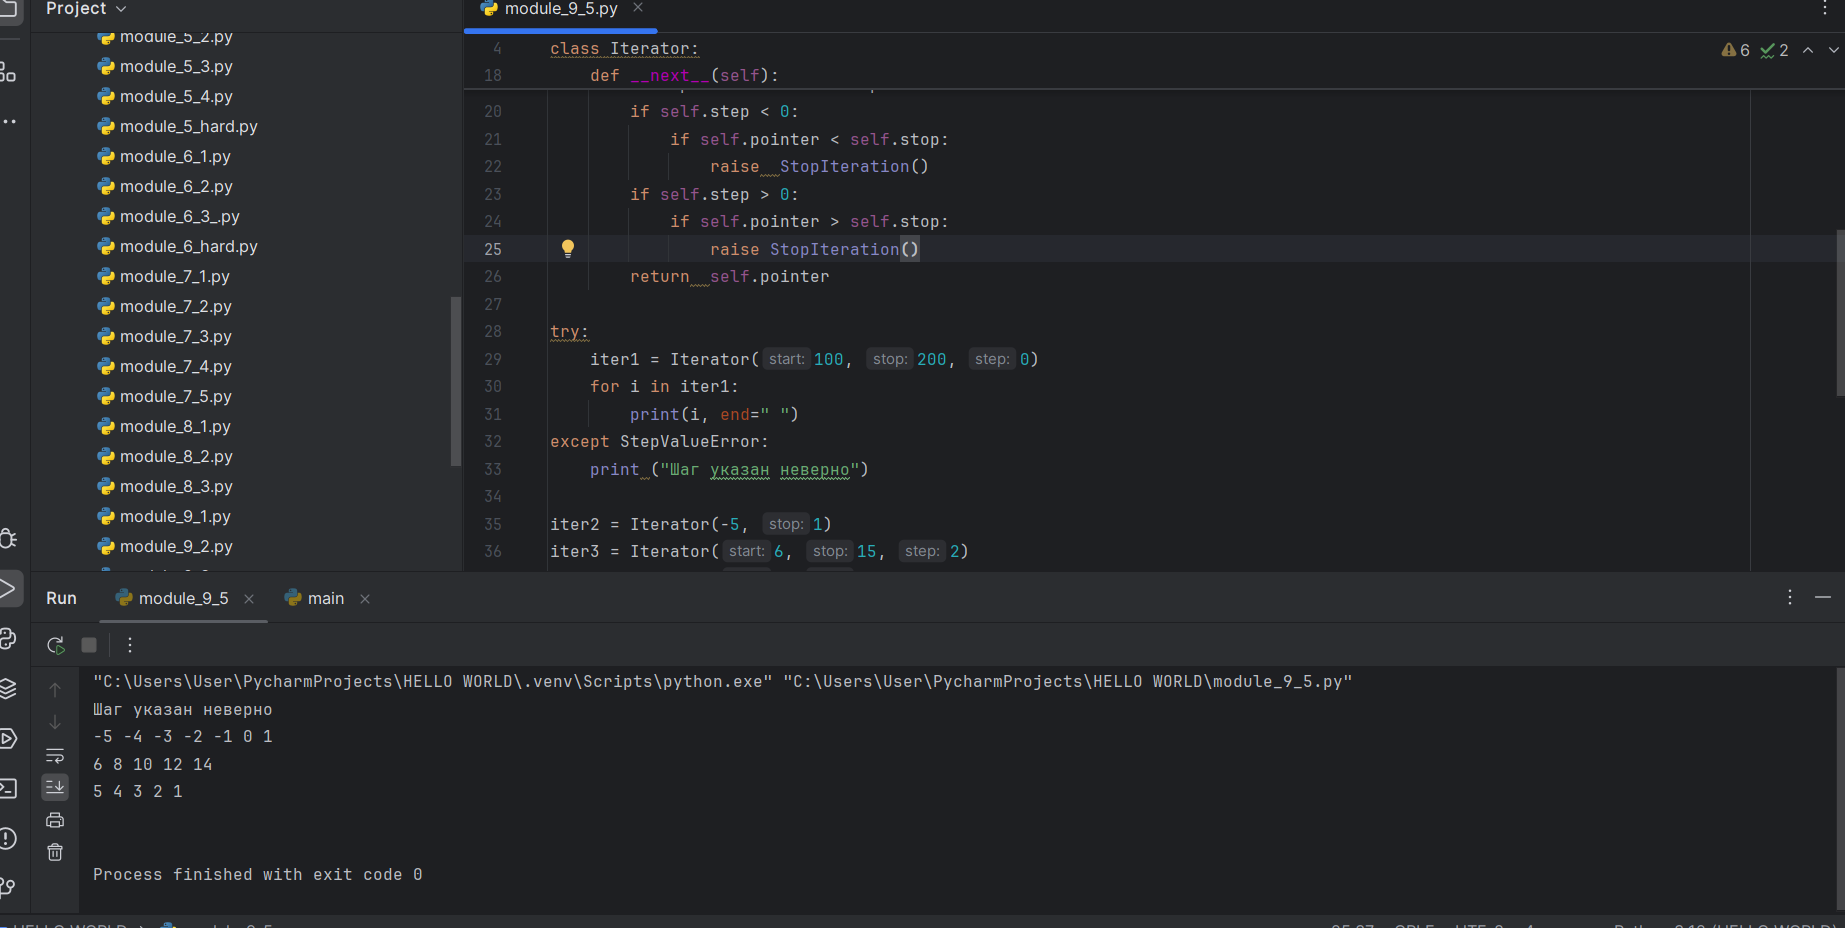 Project
module_5_2.py
module_5_3.py
module_5_4.py
module_5_hard.py
module_6_1.py
module_6_2.py
module_6_3_.py
module_6_hard.py
module_7_1.py
module_7_2.py
module_7_3.py
module_7_4.py
module_7_5.py
module_8_1.py
module_8_2.py
module_8_3.py
module_9_1.py
module_9_2.py
module_9_5.py
6 2
4 class Iterator:
18 def __next__(self):
20 if self.step < 0:
21 if self.pointer < self.stop:
22 raise  StopIteration()
23 if self.step > 0:
24 if self.pointer > self.stop:
25 raise StopIteration()
26 return  self.pointer
27
28 try:
29 iter1 = Iterator( start: 100, stop: 200, step: 0)
30 for i in iter1:
31 print(i, end=" ")
32 except StepValueError:
33 print ("Шаг указан неверно")
34
35 iter2 = Iterator(-5, stop: 1)
36 iter3 = Iterator( start: 6, stop: 15, step: 2)
Run module_9_5 main
"C:\Users\User\PycharmProjects\HELLO WORLD\.venv\Scripts\python.exe" "C:\Users\User\PycharmProjects\HELLO WORLD\module_9_5.py"
Шаг указан неверно
-5 -4 -3 -2 -1 0 1
6 8 10 12 14
5 4 3 2 1
Process finished with exit code 0